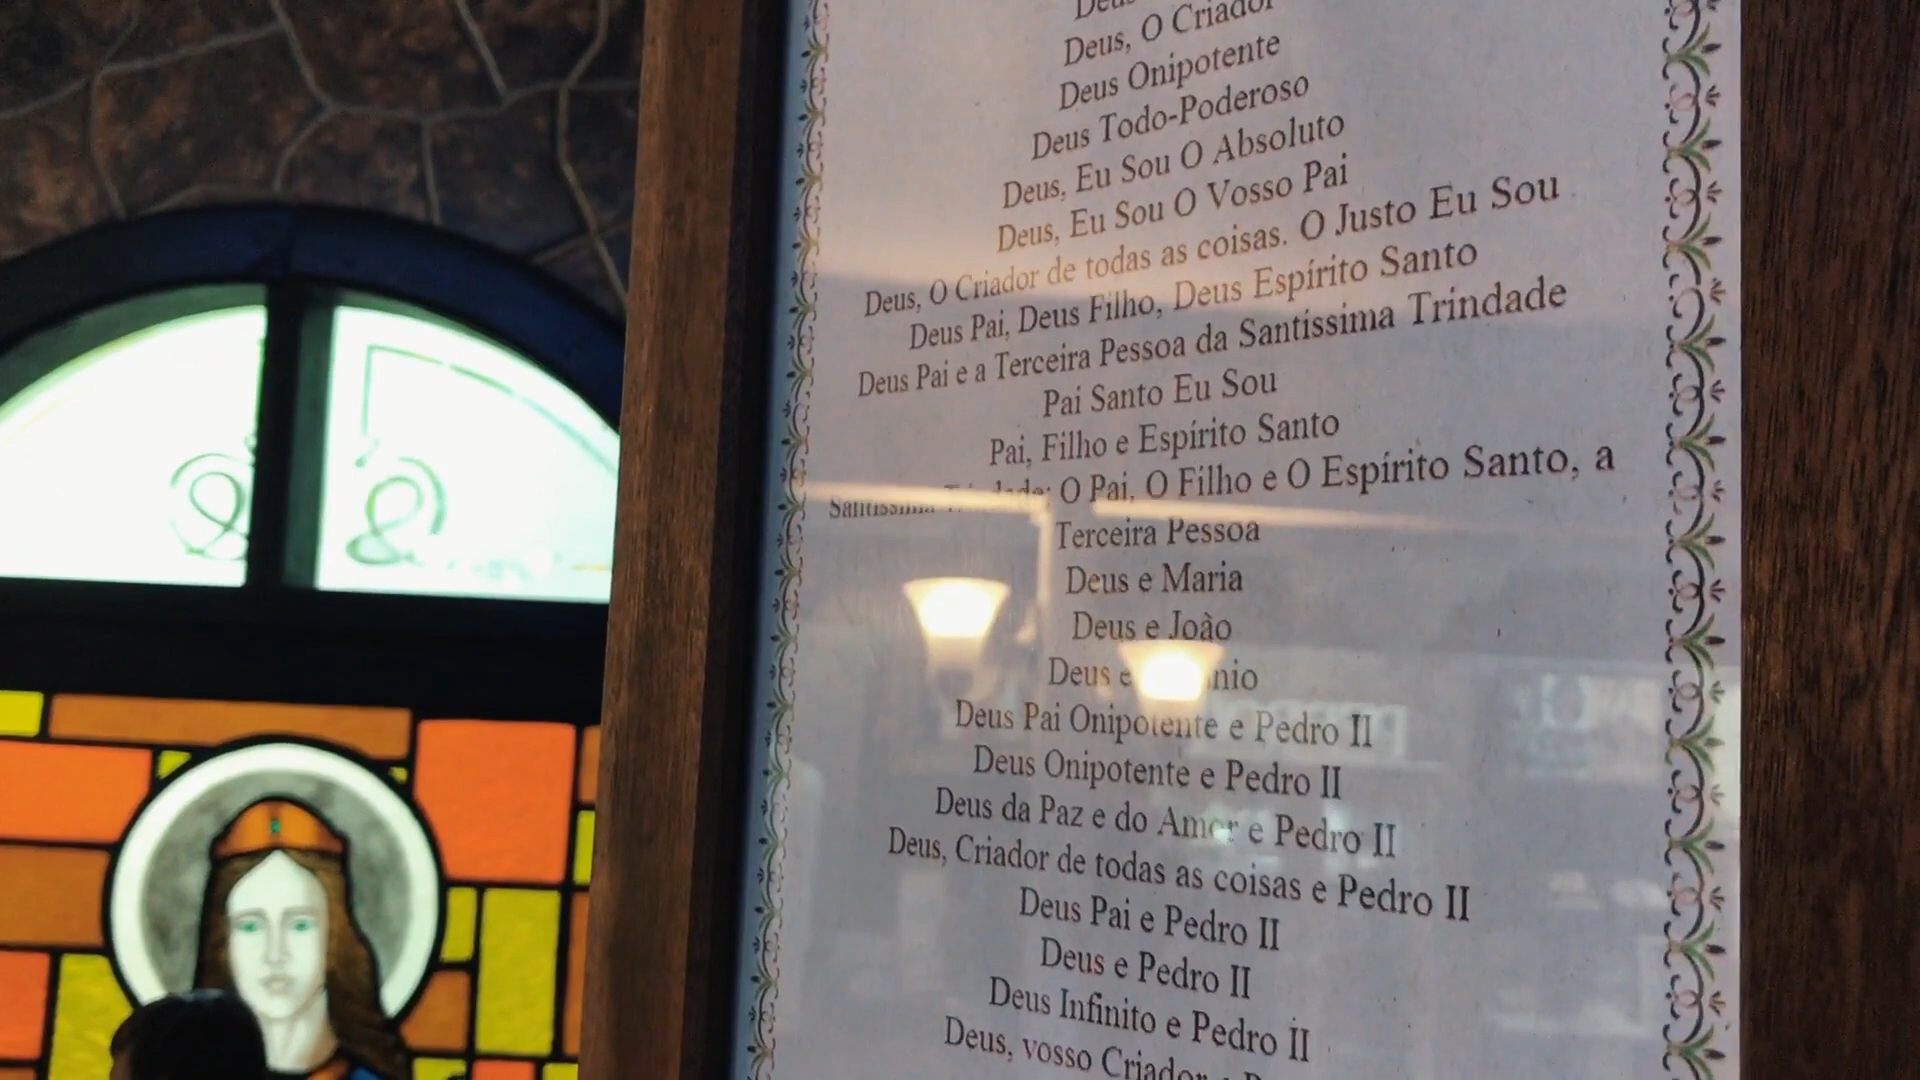 Deus, O Criador
Deus Onipotente
Deus Todo-Poderoso
Deus, Eu Sou O Absoluto
Deus, Eu Sou O Vosso Pai
Deus, O Criador de todas as coisas. O Justo Eu Sou
Deus Pai, Deus Filho, Deus Espírito Santo
Deus Pai e a Terceira Pessoa da Santíssima Trindade
Pai Santo Eu Sou
Pai, Filho e Espírito Santo
Santíssima O Pai, O Filho e O Espírito Santo, a
Terceira Pessoa
Deus e Maria
Deus e João
Deus e
Deus Pai Onipotente e Pedro II
Deus Onipotente e Pedro II
Deus da Paz e do Amor e Pedro II
Deus, Criador de todas as coisas e Pedro II
Deus Pai e Pedro II
Deus e Pedro II
Deus Infinito e Pedro II
Deus, vosso Criador